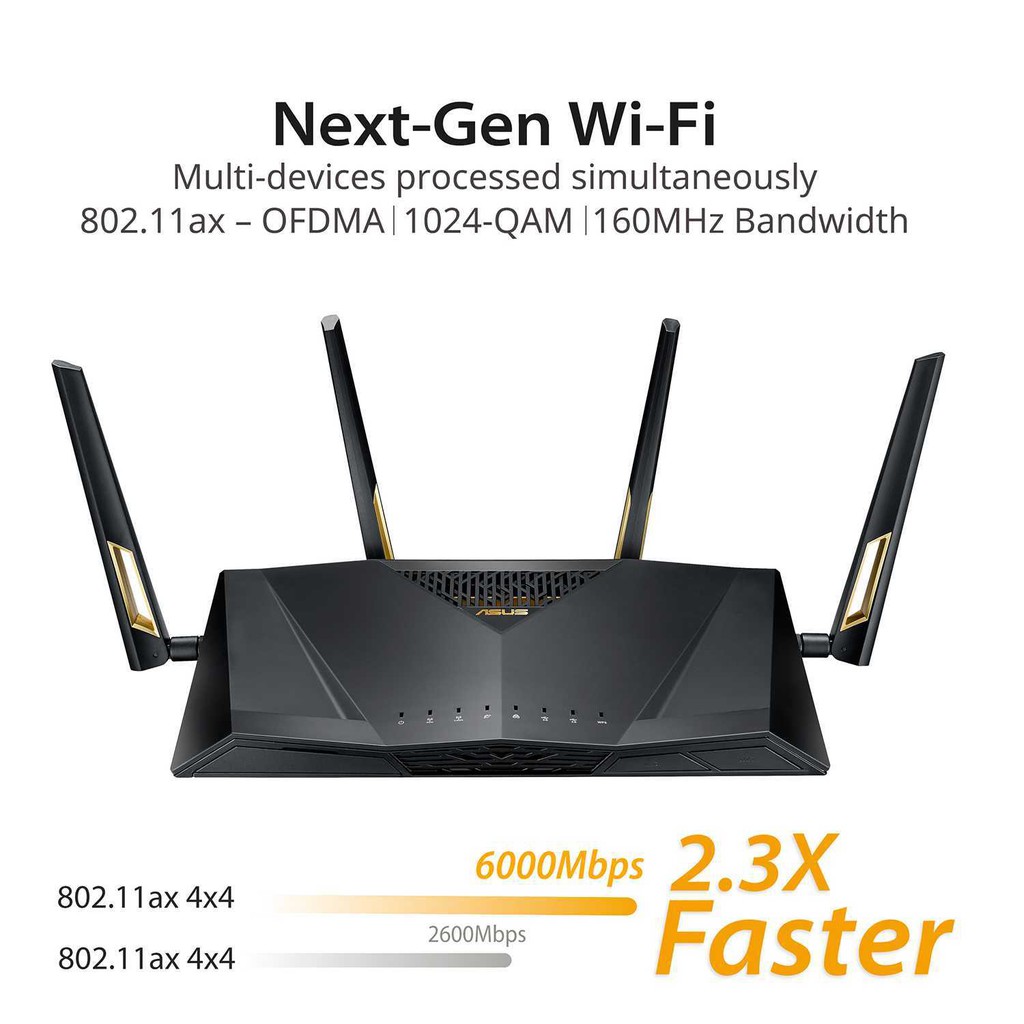 Next-Gen Wi-Fi
Multi-devices processed simultaneously
802.11ax – OFDMA | 1024-QAM | 160MHz Bandwidth
ASUS
6000Mbps
802.11ax 4x4
2600Mbps
802.11ax 4x4
2.3X
Faster